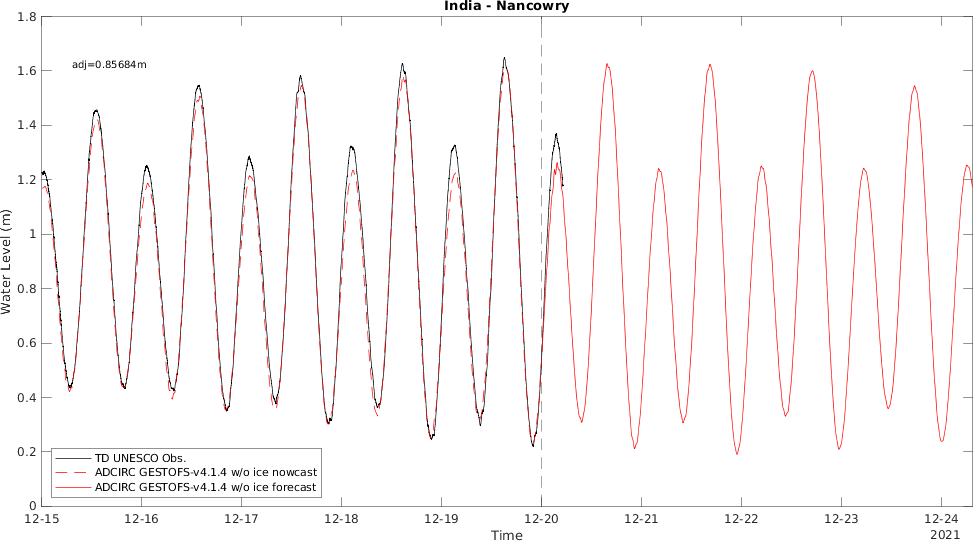 India - Nancowry
1.8
1.6
1.4
1.2
1
0.8
0.6
0.4
0.2
0
Water Level (m)
adj=0.85684m
TD UNESCO Obs.
ADCIRC GESTOFS-v4.1.4 w/o ice nowcast
ADCIRC GESTOFS-v4.1.4 w/o ice forecast
12-15 12-16 12-17 12-18 12-19 12-20 12-21 12-22 12-23 12-24
Time 2021